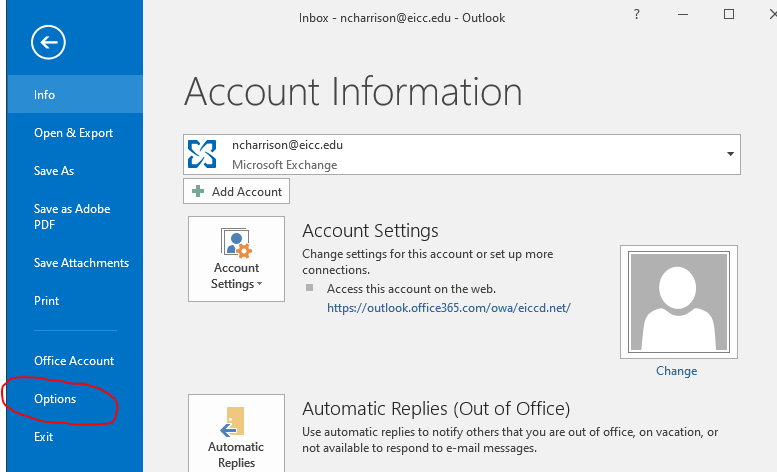 Inbox - ncharrison@eicc.edu - Outlook
?
Info
Open & Export
Save As
Save as Adobe
PDF
Save Attachments
Print
Office Account
Options
Exit
Account Information
ncharrison@eicc.edu
Microsoft Exchange
Add Account
Account
Settings
Account Settings
Change settings for this account or set up more
connections.
Access this account on the web.
https://outlook.office365.com/owa/eiccd.net/
Change
Automatic
Replies
Automatic Replies (Out of Office)
Use automatic replies to notify others that you are out of office, on vacation, or
not available to respond to e-mail messages.